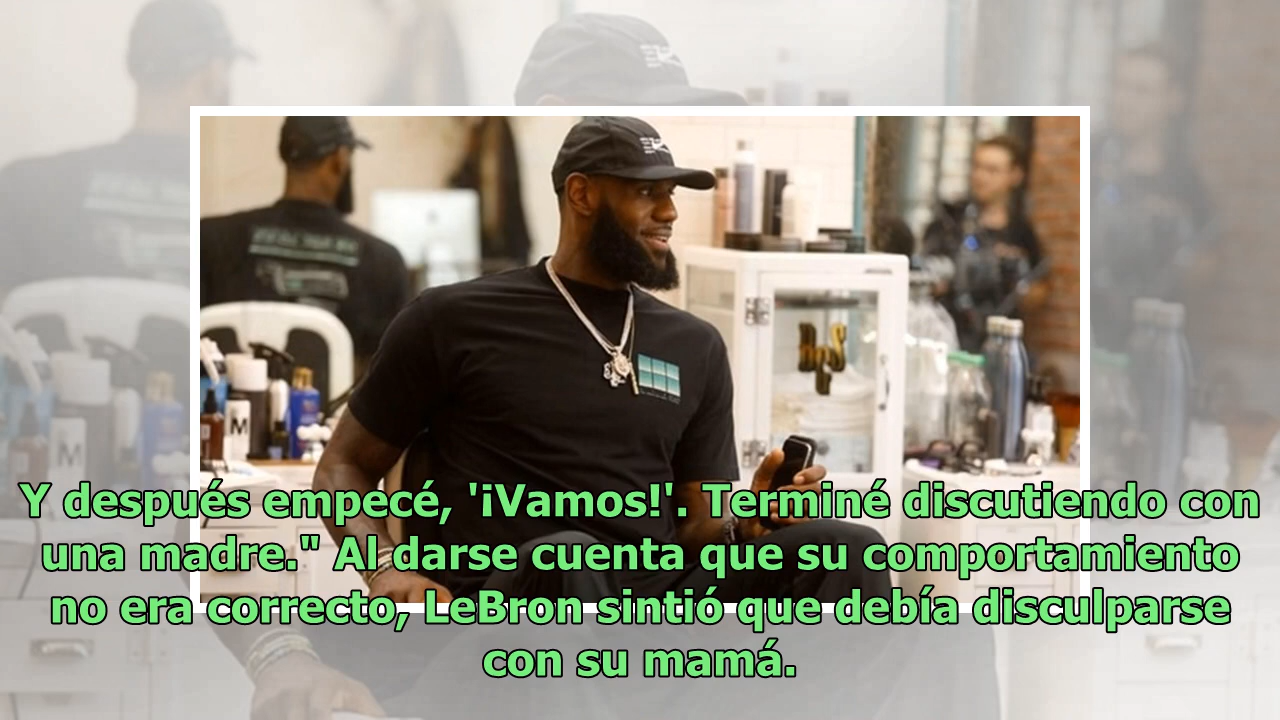 Y después empecé, '¡Vamos!'. Terminé discutiendo con
una madre." Al darse cuenta que su comportamiento
no era correcto, LeBron sintió que debía disculparse
con su mamá.
M